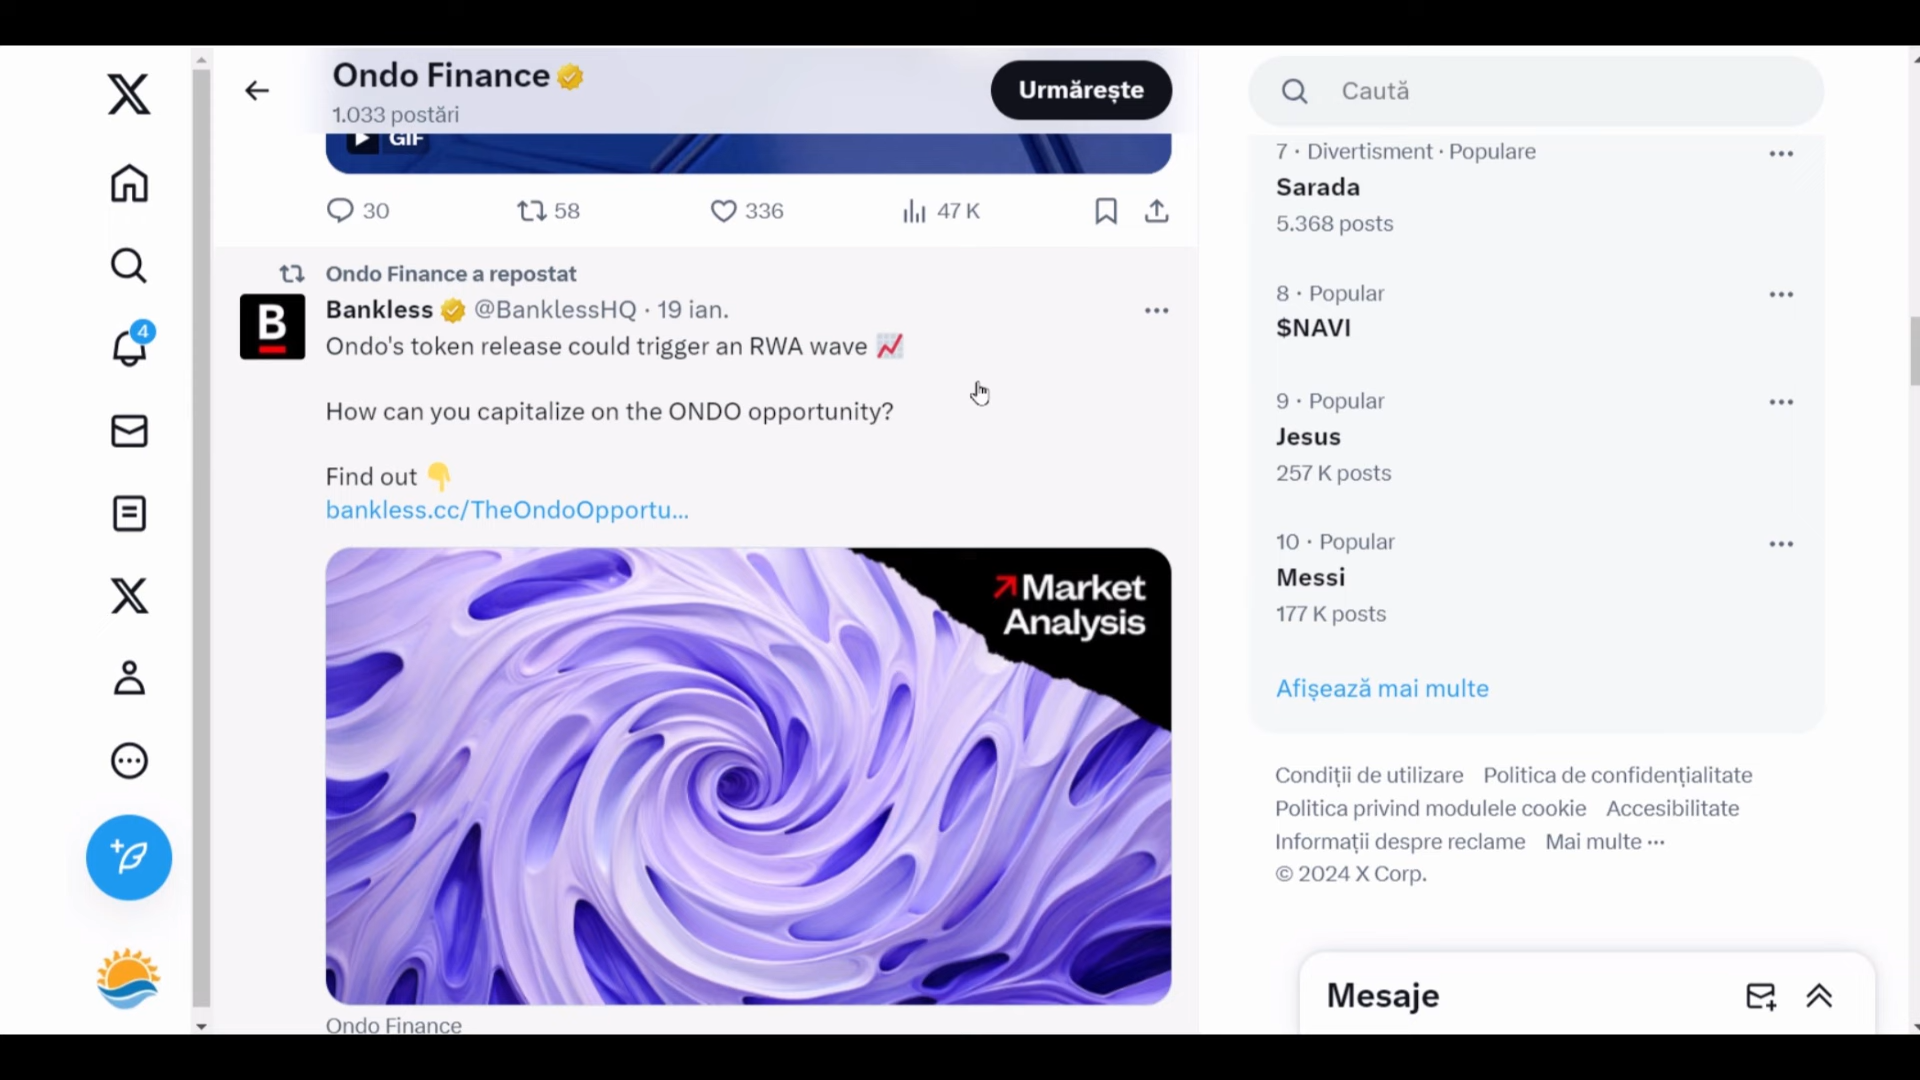 Ondo Finance
1.033 postări
Urmărește
GIF
30
58
336
47 K
Ondo Finance a repostat
B
Bankless @BanklessHQ · 19 ian.
Ondo's token release could trigger an RWA wave 📈
How can you capitalize on the ONDO opportunity?
Find out 👇
bankless.cc/TheOndoOpportu...
Market
Analysis
Ondo Finance
4
Caută
7 · Divertisment · Populare
Sarada
5.368 posts
8 · Popular
$NAVI
9 · Popular
Jesus
257 K posts
10 · Popular
Messi
177 K posts
Afișează mai multe
Condiții de utilizare Politica de confidențialitate
Politica privind modulele cookie Accesibilitate
Informații despre reclame Mai multe ···
© 2024 X Corp.
Mesaje